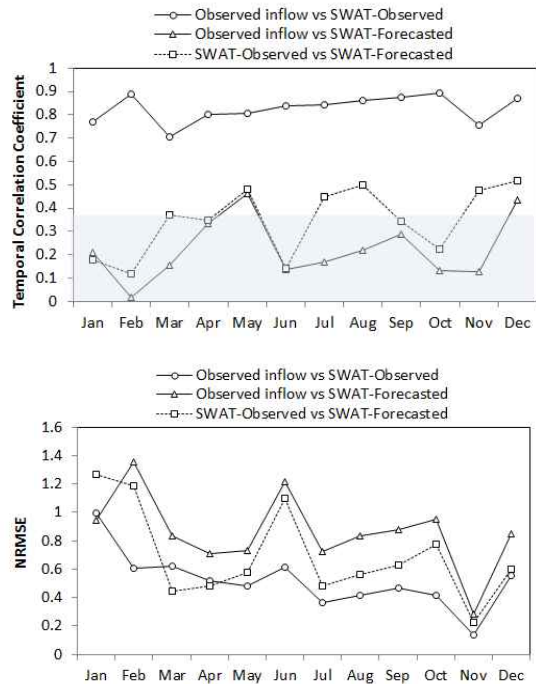 Observed inflow vs SWAT-Observed
Observed inflow vs SWAT-Forecasted
SWAT-Observed vs SWAT-Forecasted
Temporal Correlation Coefficient
1
0.9
0.8
0.7
0.6
0.5
0.4
0.3
0.2
0.1
0
Jan Feb Mar Apr May Jun Jul Aug Sep Oct Nov Dec
Observed inflow vs SWAT-Observed
Observed inflow vs SWAT-Forecasted
SWAT-Observed vs SWAT-Forecasted
NRMSE
1.6
1.4
1.2
1
0.8
0.6
0.4
0.2
0
Jan Feb Mar Apr May Jun Jul Aug Sep Oct Nov Dec